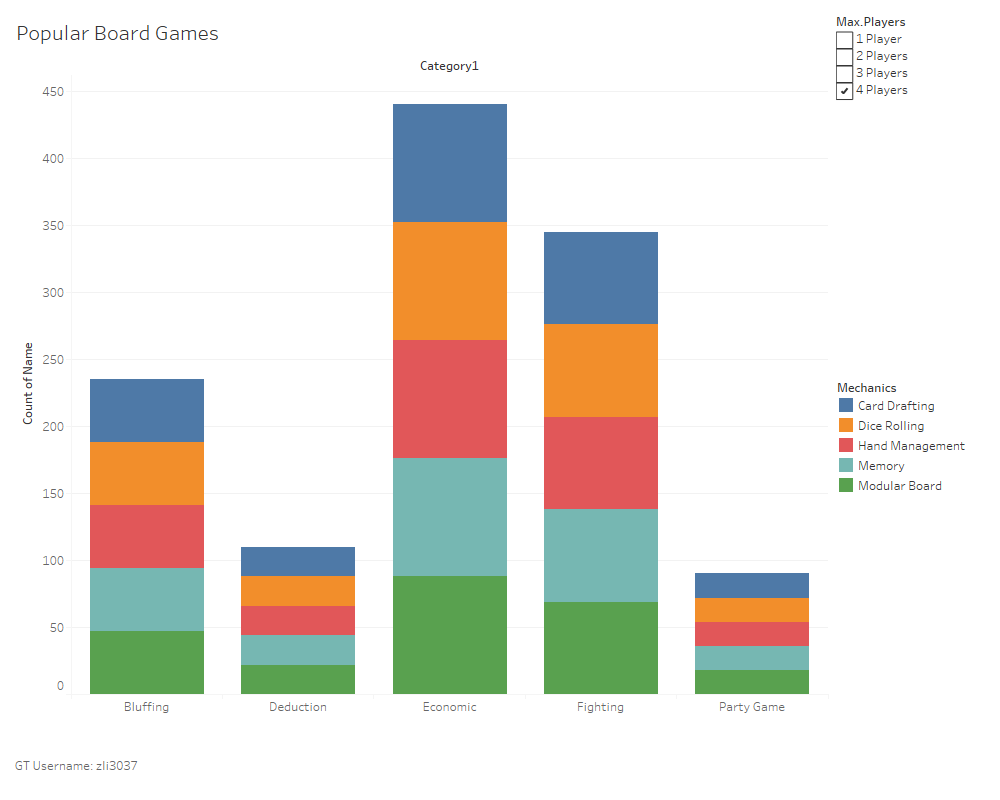 Popular Board Games
Max.Players
1 Player
2 Players
3 Players
4 Players
Category1
450
400
350
300
250
200
150
100
50
0
Count of Name
Bluffing
Deduction
Economic
Fighting
Party Game
Mechanics
Card Drafting
Dice Rolling
Hand Management
Memory
Modular Board
GT Username: zli3037